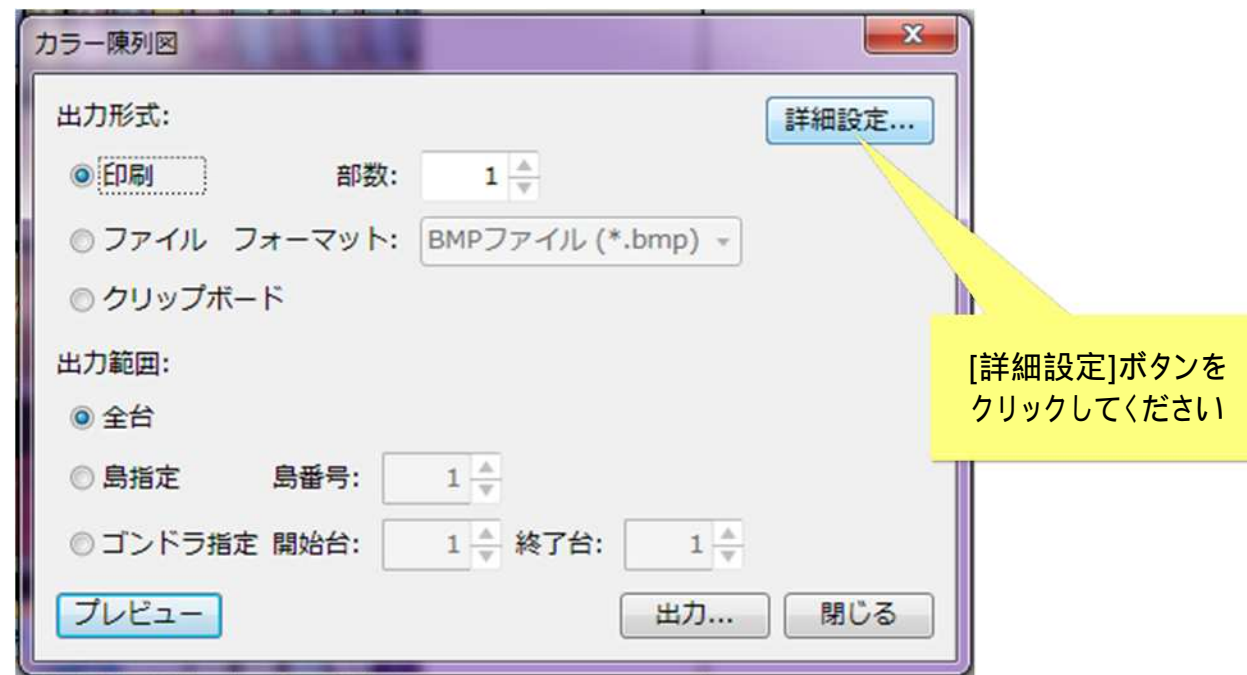 カラー陳列図
出力形式:
詳細設定...
印刷 部数: 1
ファイル フォーマット: BMPファイル (*.bmp)
クリップボード
出力範囲:
[詳細設定]ボタンを
クリックしてください
全台
島指定 島番号: 1
ゴンドラ指定 開始台: 1 終了台: 1
プレビュー 出力... 閉じる